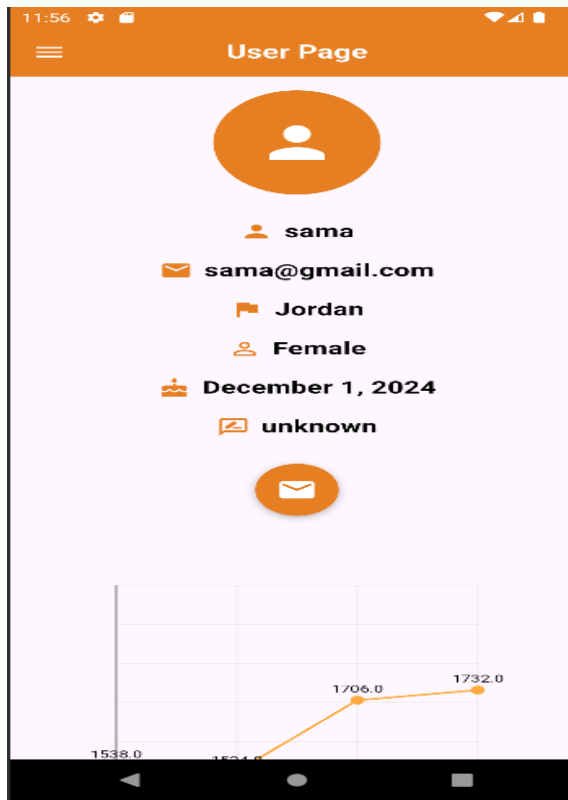 11:56
User Page
sama
sama@gmail.com
Jordan
Female
December 1, 2024
unknown
1732.0
1706.0
1538.0